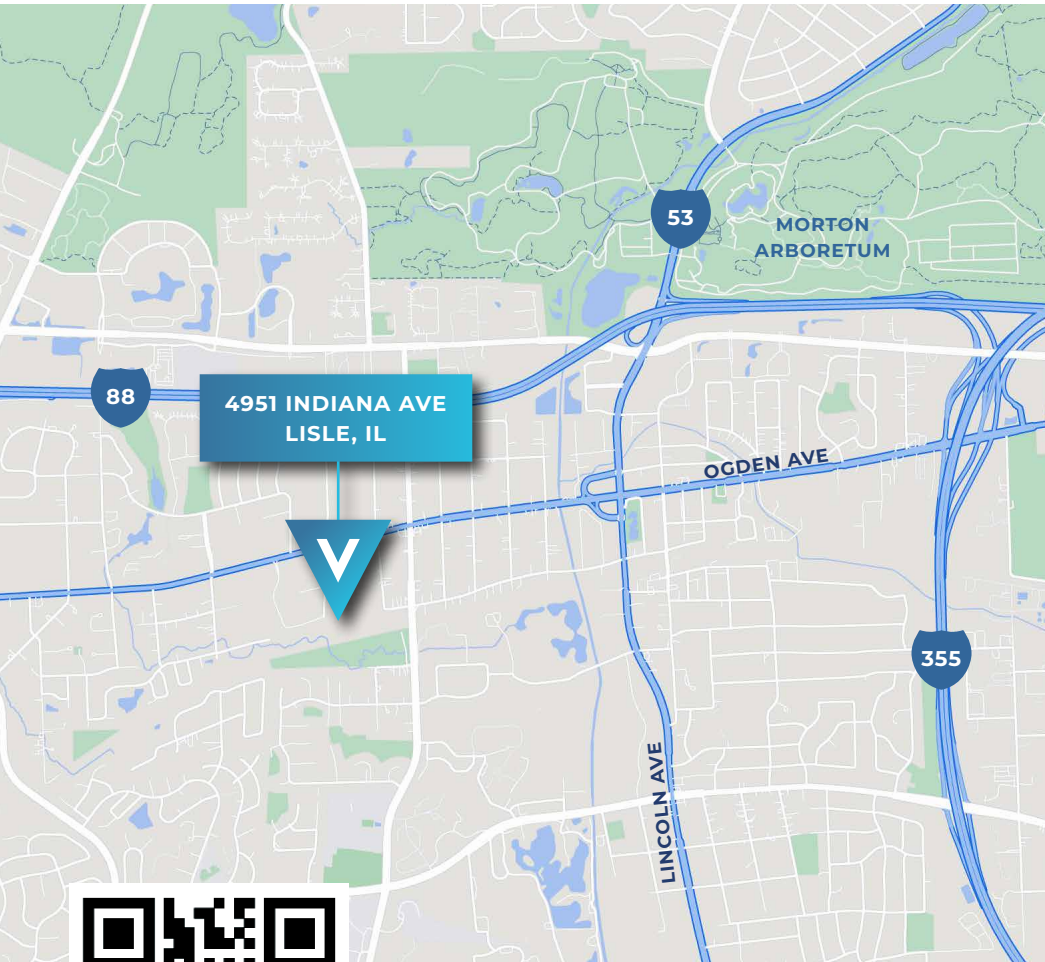 53
MORTON
ARBORETUM
88
4951 INDIANA AVE
LISLE, IL
OGDEN AVE
V
355
LINCOLN AVE